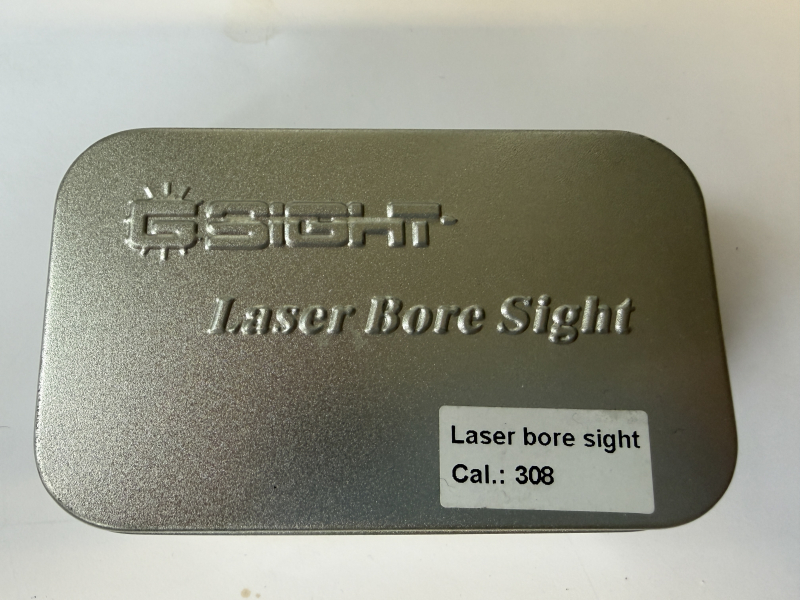 GSIGHT
Laser Bore Sight
Laser bore sight
Cal.: 308